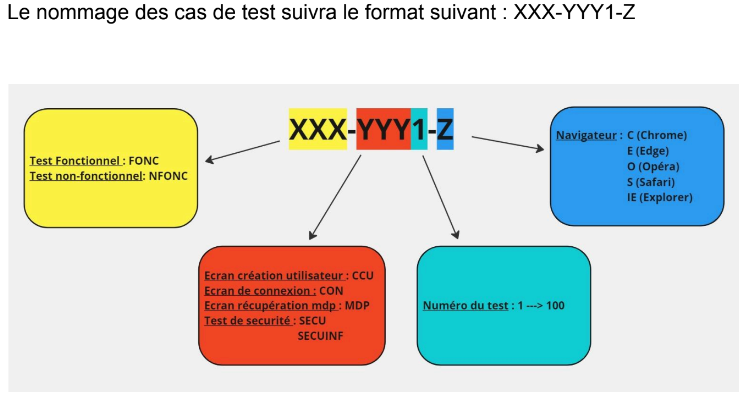 Le nommage des cas de test suivra le format suivant : XXX-YYY1-Z
XXX-YYY1-Z
Test Fonctionnel : FONC
Test non-fonctionnel: NFONC
Navigateur : C (Chrome)
E (Edge)
O (Opéra)
S (Safari)
IE (Explorer)
Ecran création utilisateur : CCU
Ecran de connexion : CON
Ecran récupération mdp : MDP
Test de securité : SECU
SECUINF
Numéro du test : 1 ---> 100